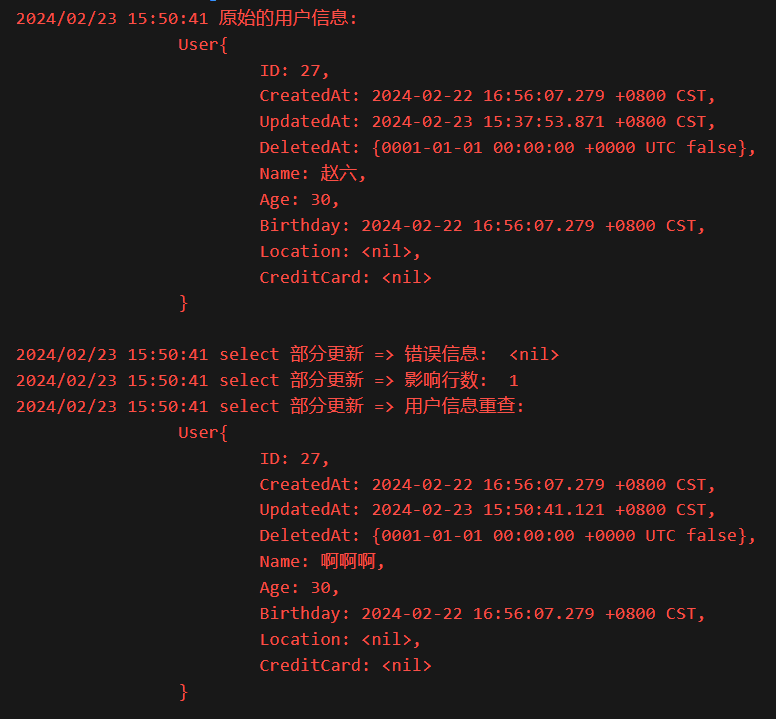 2024/02/23 15:50:41 原始的用户信息:
User{
ID: 27,
CreatedAt: 2024-02-22 16:56:07.279 +0800 CST,
UpdatedAt: 2024-02-23 15:37:53.871 +0800 CST,
DeletedAt: {0001-01-01 00:00:00 +0000 UTC false},
Name: 赵六,
Age: 30,
Birthday: 2024-02-22 16:56:07.279 +0800 CST,
Location: <nil>,
CreditCard: <nil>
}
2024/02/23 15:50:41 select 部分更新 => 错误信息:  <nil>
2024/02/23 15:50:41 select 部分更新 => 影响行数:  1
2024/02/23 15:50:41 select 部分更新 => 用户信息重查:
User{
ID: 27,
CreatedAt: 2024-02-22 16:56:07.279 +0800 CST,
UpdatedAt: 2024-02-23 15:50:41.121 +0800 CST,
DeletedAt: {0001-01-01 00:00:00 +0000 UTC false},
Name: 啊啊啊,
Age: 30,
Birthday: 2024-02-22 16:56:07.279 +0800 CST,
Location: <nil>,
CreditCard: <nil>
}